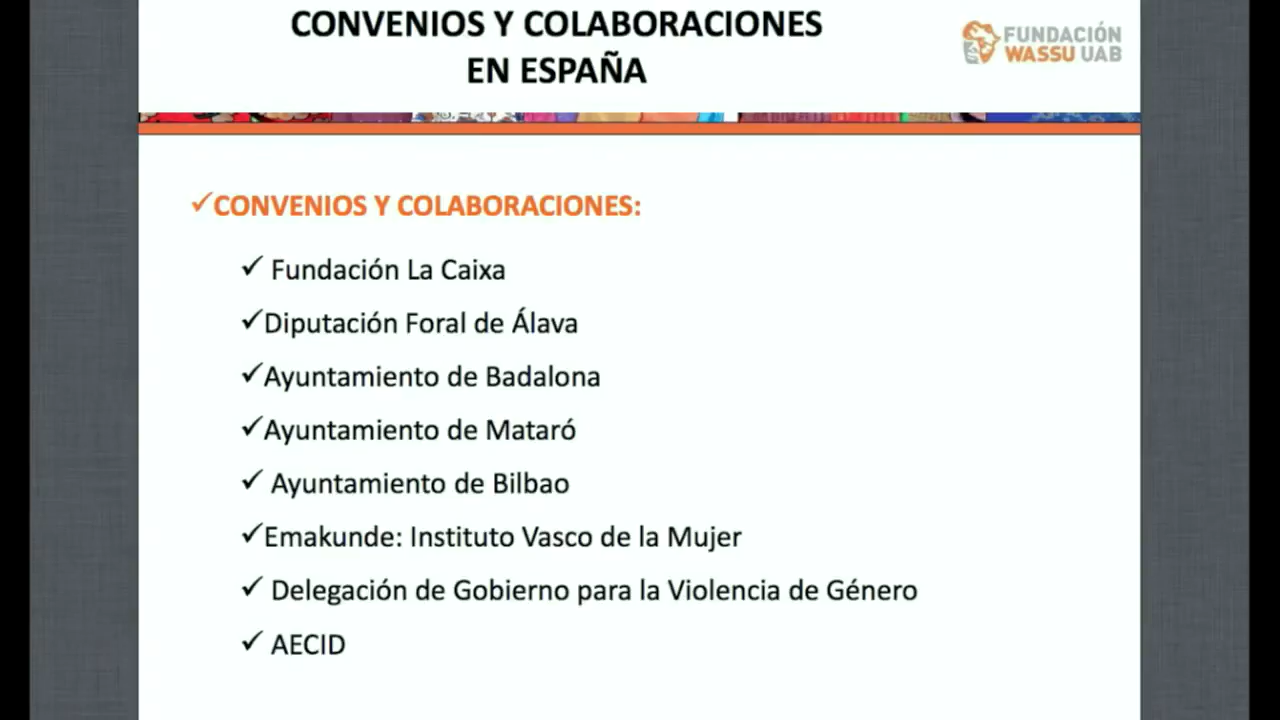 CONVENIOS Y COLABORACIONES
EN ESPAÑA
FUNDACIÓN
WASSU UAB
✓CONVENIOS Y COLABORACIONES:
✓ Fundación La Caixa
✓Diputación Foral de Álava
✓Ayuntamiento de Badalona
✓Ayuntamiento de Mataró
✓ Ayuntamiento de Bilbao
✓Emakunde: Instituto Vasco de la Mujer
✓ Delegación de Gobierno para la Violencia de Género
✓ AECID